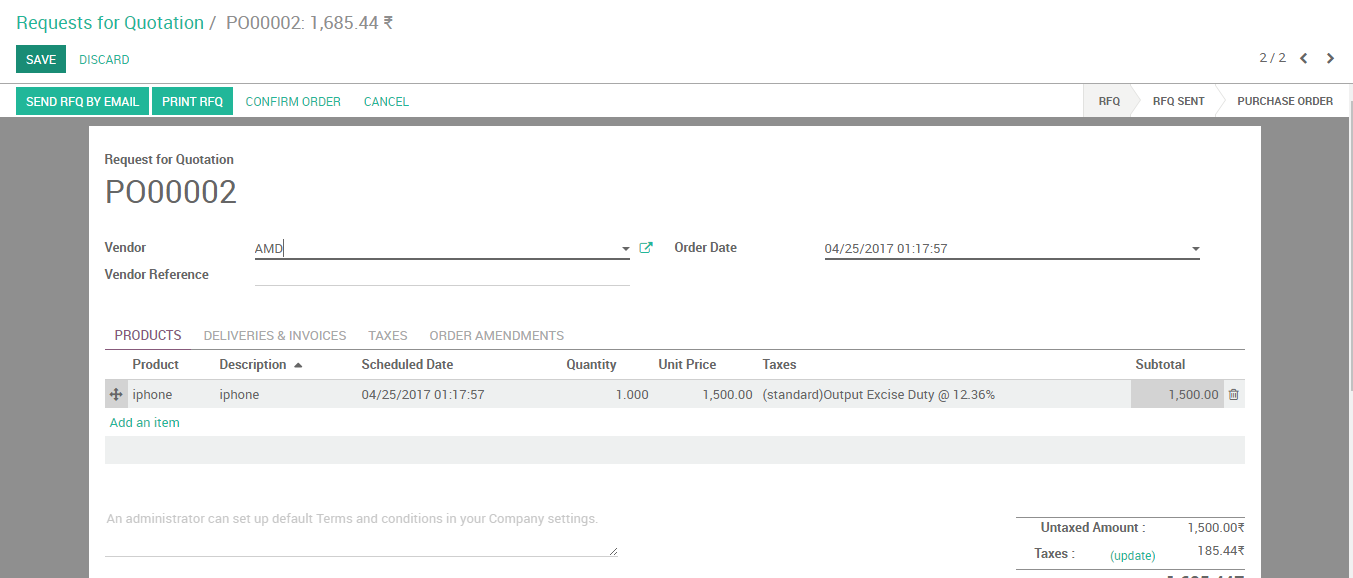 Requests for Quotation / PO00002: 1,685.44 ₹
SAVE DISCARD
2 / 2
SEND RFQ BY EMAIL PRINT RFQ CONFIRM ORDER CANCEL
RFQ RFQ SENT PURCHASE ORDER
Request for Quotation
PO00002
Vendor AMD Order Date 04/25/2017 01:17:57
Vendor Reference
PRODUCTS DELIVERIES & INVOICES TAXES ORDER AMENDMENTS
Product Description Scheduled Date Quantity Unit Price Taxes Subtotal
iphone iphone 04/25/2017 01:17:57 1.000 1,500.00 (standard)Output Excise Duty @ 12.36% 1,500.00
Add an item
An administrator can set up default Terms and conditions in your Company settings.
Untaxed Amount : 1,500.00₹
Taxes : (update) 185.44₹